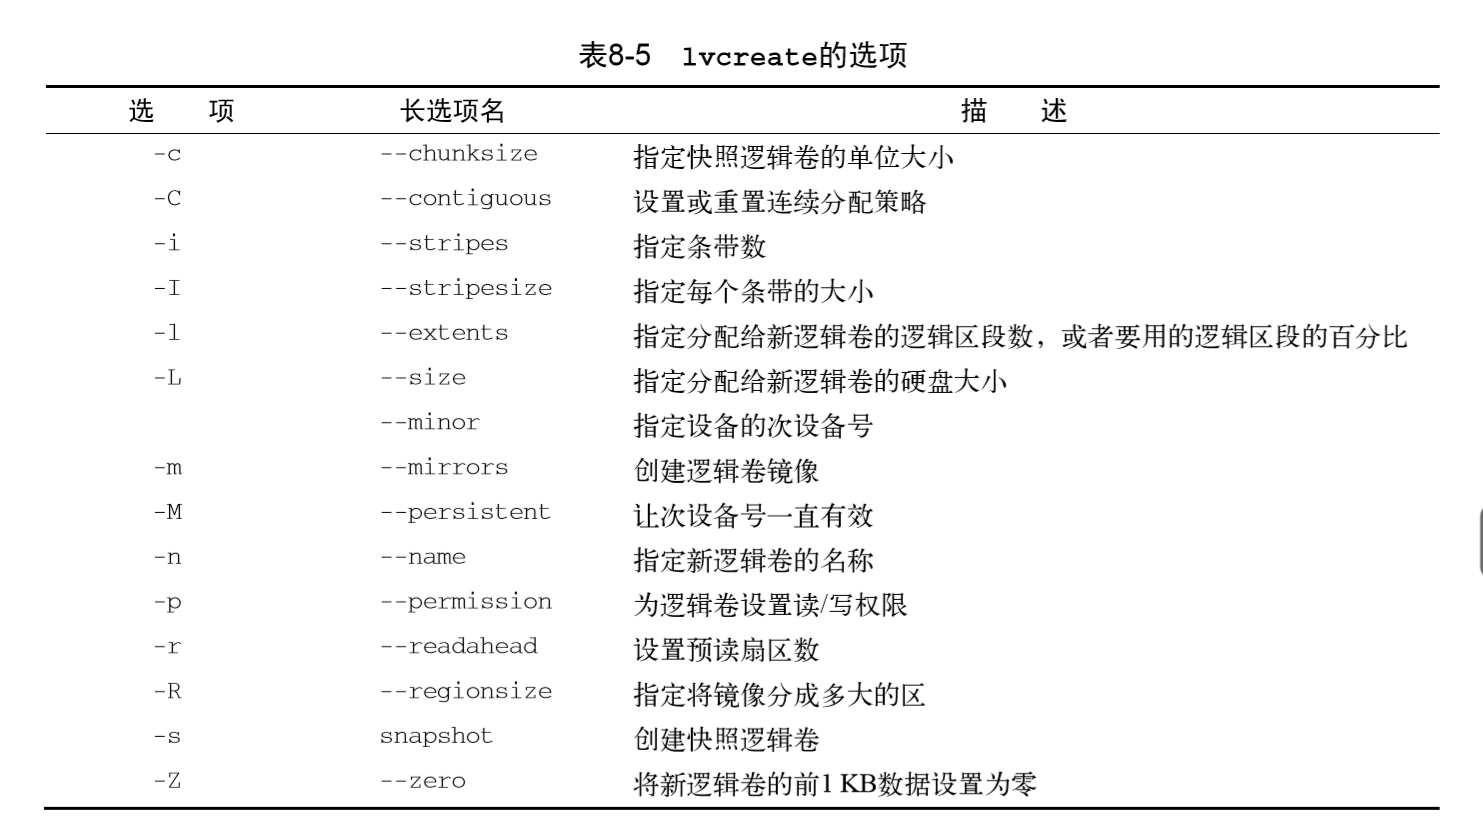 表8-5 lvcreate的选项
选 项 长选项名 描 述
-c --chunksize 指定快照逻辑卷的单位大小
-C --contiguous 设置或重置连续分配策略
-i --stripes 指定条带数
-I --stripesize 指定每个条带的大小
-l --extents 指定分配给新逻辑卷的逻辑区段数，或者要用的逻辑区段的百分比
-L --size 指定分配给新逻辑卷的硬盘大小
--minor 指定设备的次设备号
-m --mirrors 创建逻辑卷镜像
-M --persistent 让次设备号一直有效
-n --name 指定新逻辑卷的名称
-p --permission 为逻辑卷设置读/写权限
-r --readahead 设置预读扇区数
-R --regionsize 指定将镜像分成多大的区
-s snapshot 创建快照逻辑卷
-Z --zero 将新逻辑卷的前1 KB数据设置为零